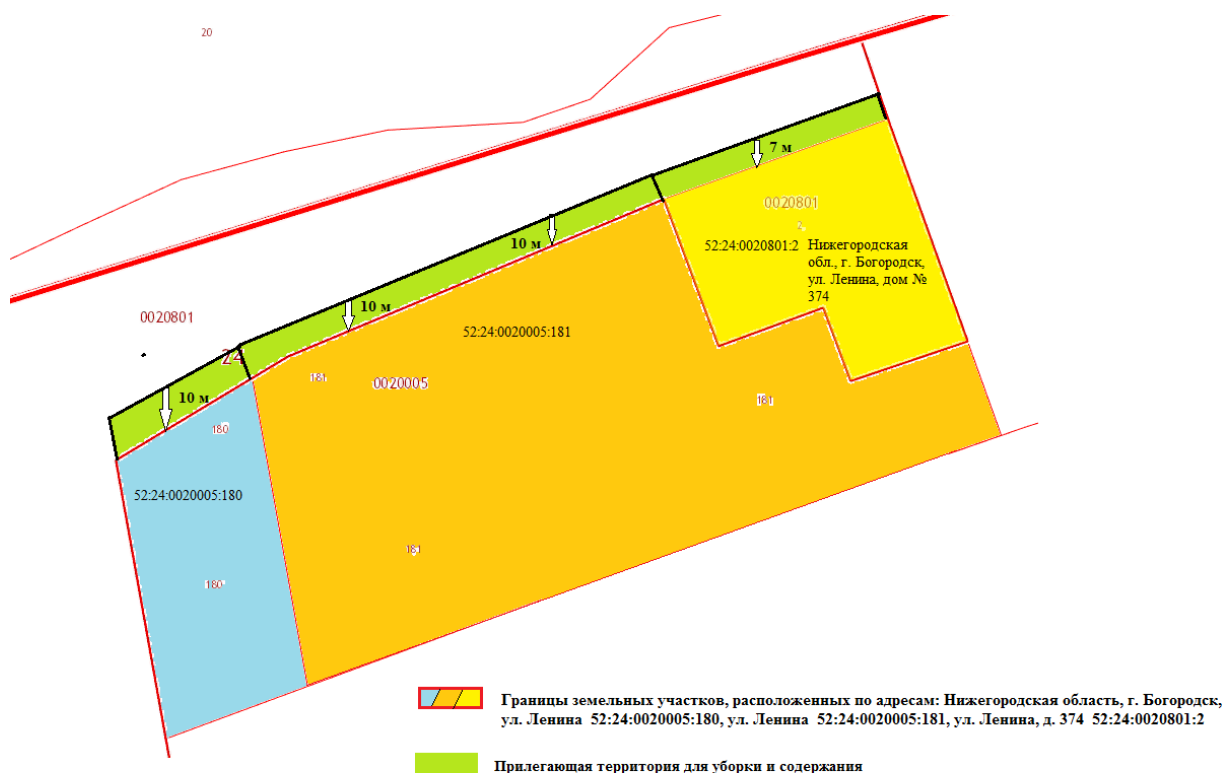 20
7 м
0020801
2
52:24:0020801:2
Нижегородская
обл., г. Богородск,
ул. Ленина, дом №
374
10 м
10 м
0020801
24
52:24:0020005:181
181
0020005
10 м
181
180
52:24:0020005:180
181
180
Границы земельных участков, расположенных по адресам: Нижегородская область, г. Богородск,
ул. Ленина 52:24:0020005:180, ул. Ленина 52:24:0020005:181, ул. Ленина, д. 374 52:24:0020801:2
Прилегающая территория для уборки и содержания